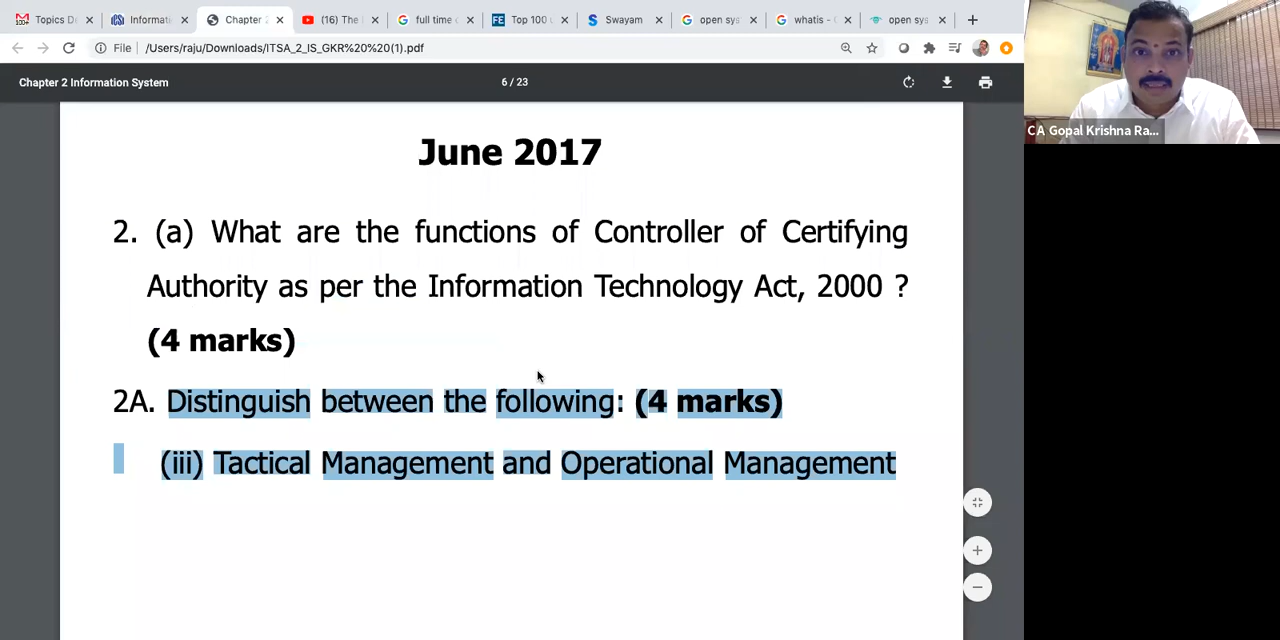 Topics D
Informati
Chapter 2
(16) The
full time
Top 100
Swayam
open sys
whatis -
open sys
File /Users/raju/Downloads/ITSA_2_IS_GKR%20%20(1).pdf
Chapter 2 Information System
6 / 23
June 2017
2. (a) What are the functions of Controller of Certifying
Authority as per the Information Technology Act, 2000 ?
(4 marks)
2A. Distinguish between the following: (4 marks)
(iii) Tactical Management and Operational Management
C A Gopal Krishna Ra...